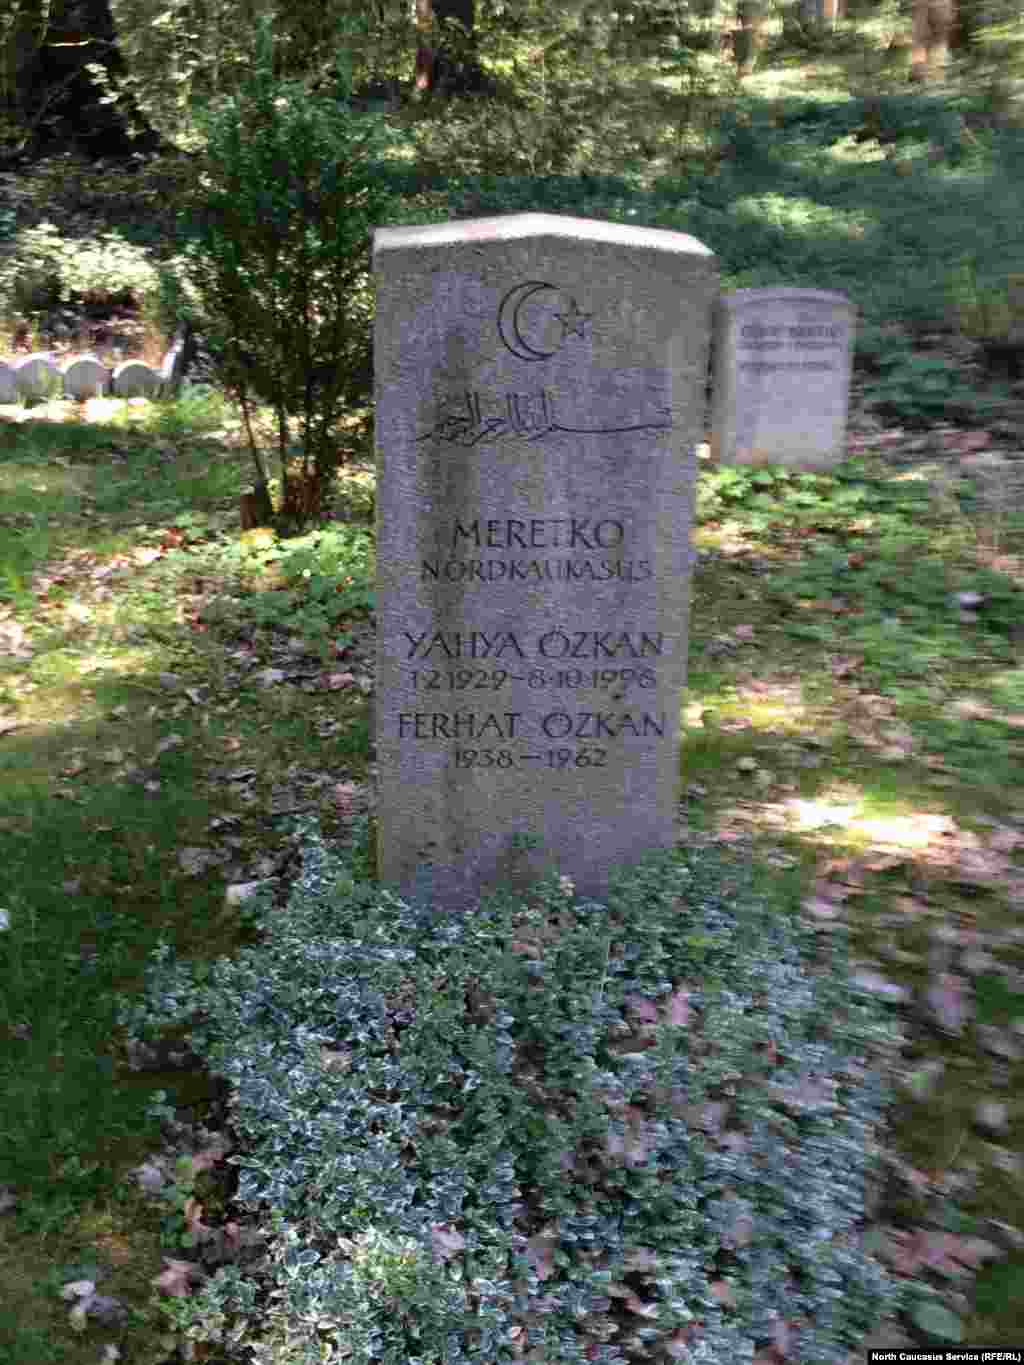 بسم الله الرحمن الرحيم
MERETKO
NORDKAUKASUS
YAHYA ÖZKAN
1·2·1929–8·10·1996
FERHAT ÖZKAN
1938–1962
North Caucasus Service (RFE/RL)